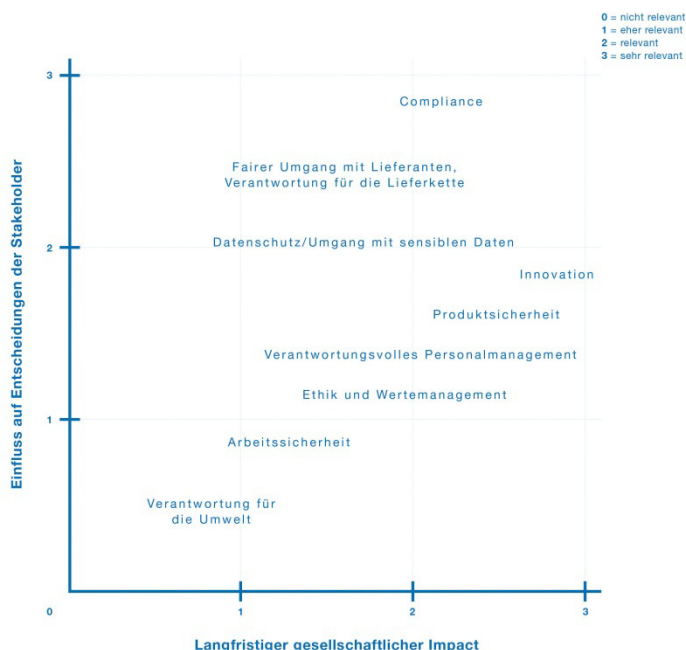 0 = nicht relevant
1 = eher relevant
2 = relevant
3 = sehr relevant
3
Compliance
Fairer Umgang mit Lieferanten,
Verantwortung für die Lieferkette
Einfluss auf Entscheidungen der Stakeholder
2
Datenschutz/Umgang mit sensiblen Daten
Innovation
Produktsicherheit
Verantwortungsvolles Personalmanagement
Ethik und Wertemanagement
1
Arbeitssicherheit
Verantwortung für
die Umwelt
0
1
2
3
Langfristiger gesellschaftlicher Impact